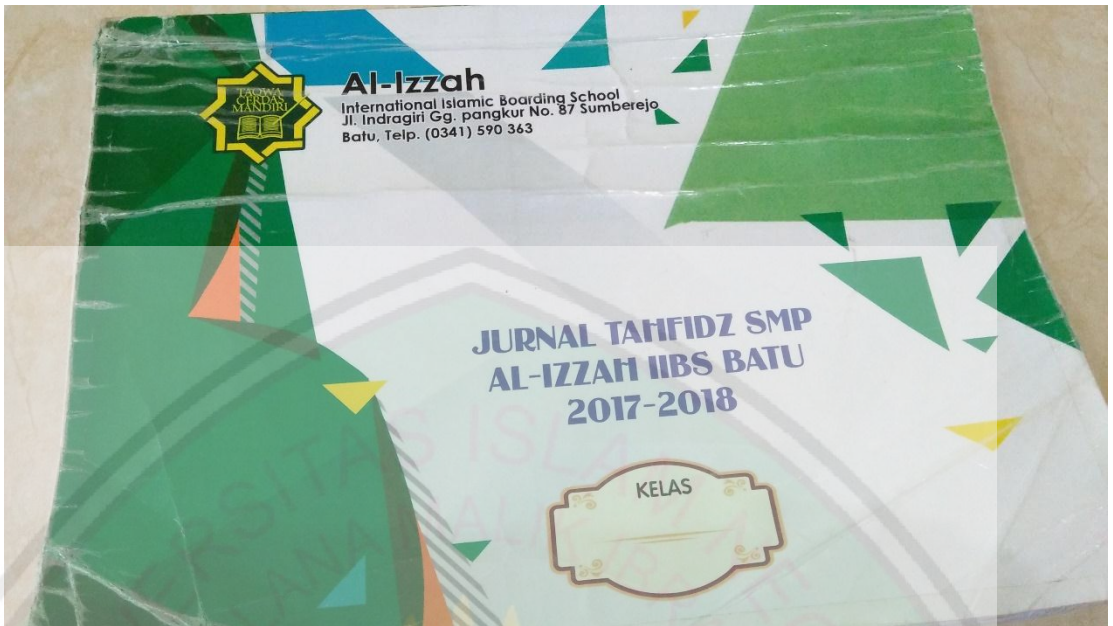 TAQWA
CERDAS
MANDIRI
Al-Izzah
International Islamic Boarding School
Jl. Indragiri Gg. pangkur No. 87 Sumberejo
Batu, Telp. (0341) 590 363
JURNAL TAHFIDZ SMP
AL-IZZAH IIBS BATU
2017-2018
KELAS